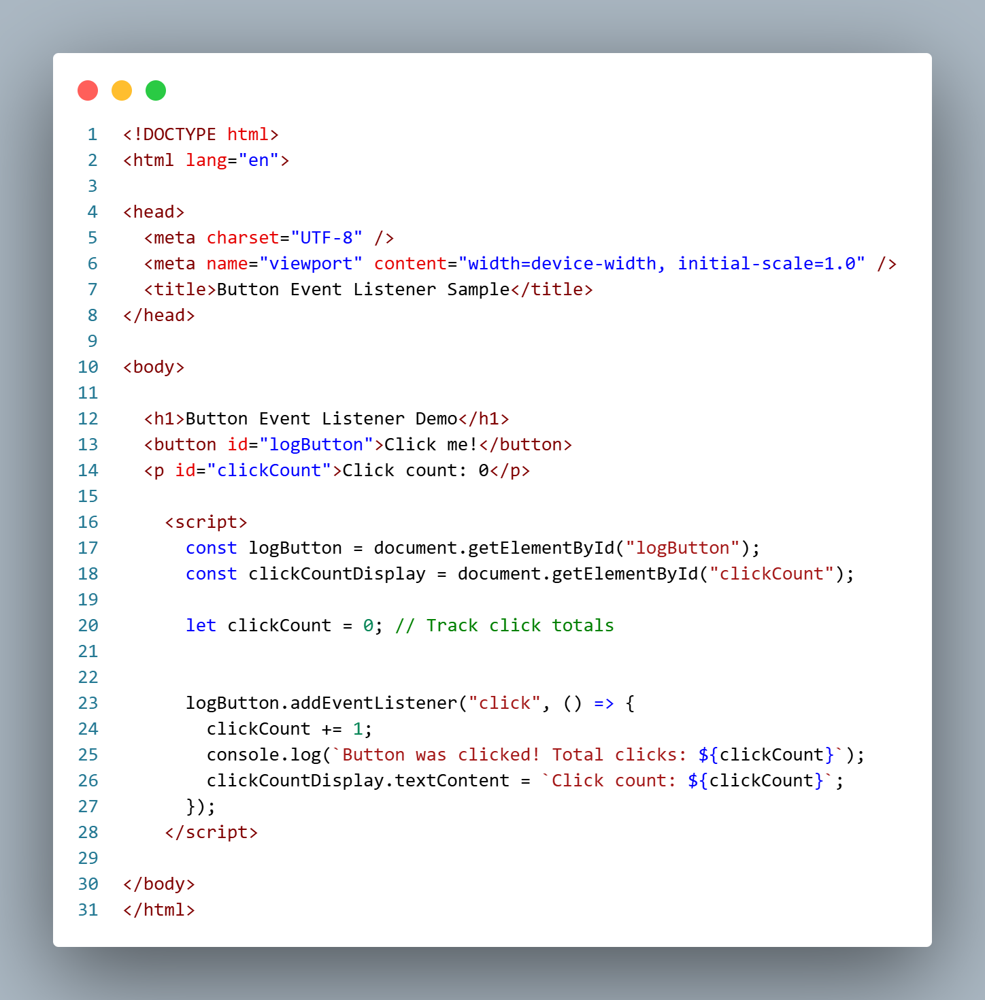 1 <!DOCTYPE html>
2 <html lang="en">
3
4 <head>
5   <meta charset="UTF-8" />
6   <meta name="viewport" content="width=device-width, initial-scale=1.0" />
7   <title>Button Event Listener Sample</title>
8 </head>
9
10 <body>
11
12   <h1>Button Event Listener Demo</h1>
13   <button id="logButton">Click me!</button>
14   <p id="clickCount">Click count: 0</p>
15
16     <script>
17       const logButton = document.getElementById("logButton");
18       const clickCountDisplay = document.getElementById("clickCount");
19
20       let clickCount = 0; // Track click totals
21
22
23       logButton.addEventListener("click", () => {
24         clickCount += 1;
25         console.log(`Button was clicked! Total clicks: ${clickCount}`);
26         clickCountDisplay.textContent = `Click count: ${clickCount}`;
27       });
28     </script>
29
30 </body>
31 </html>